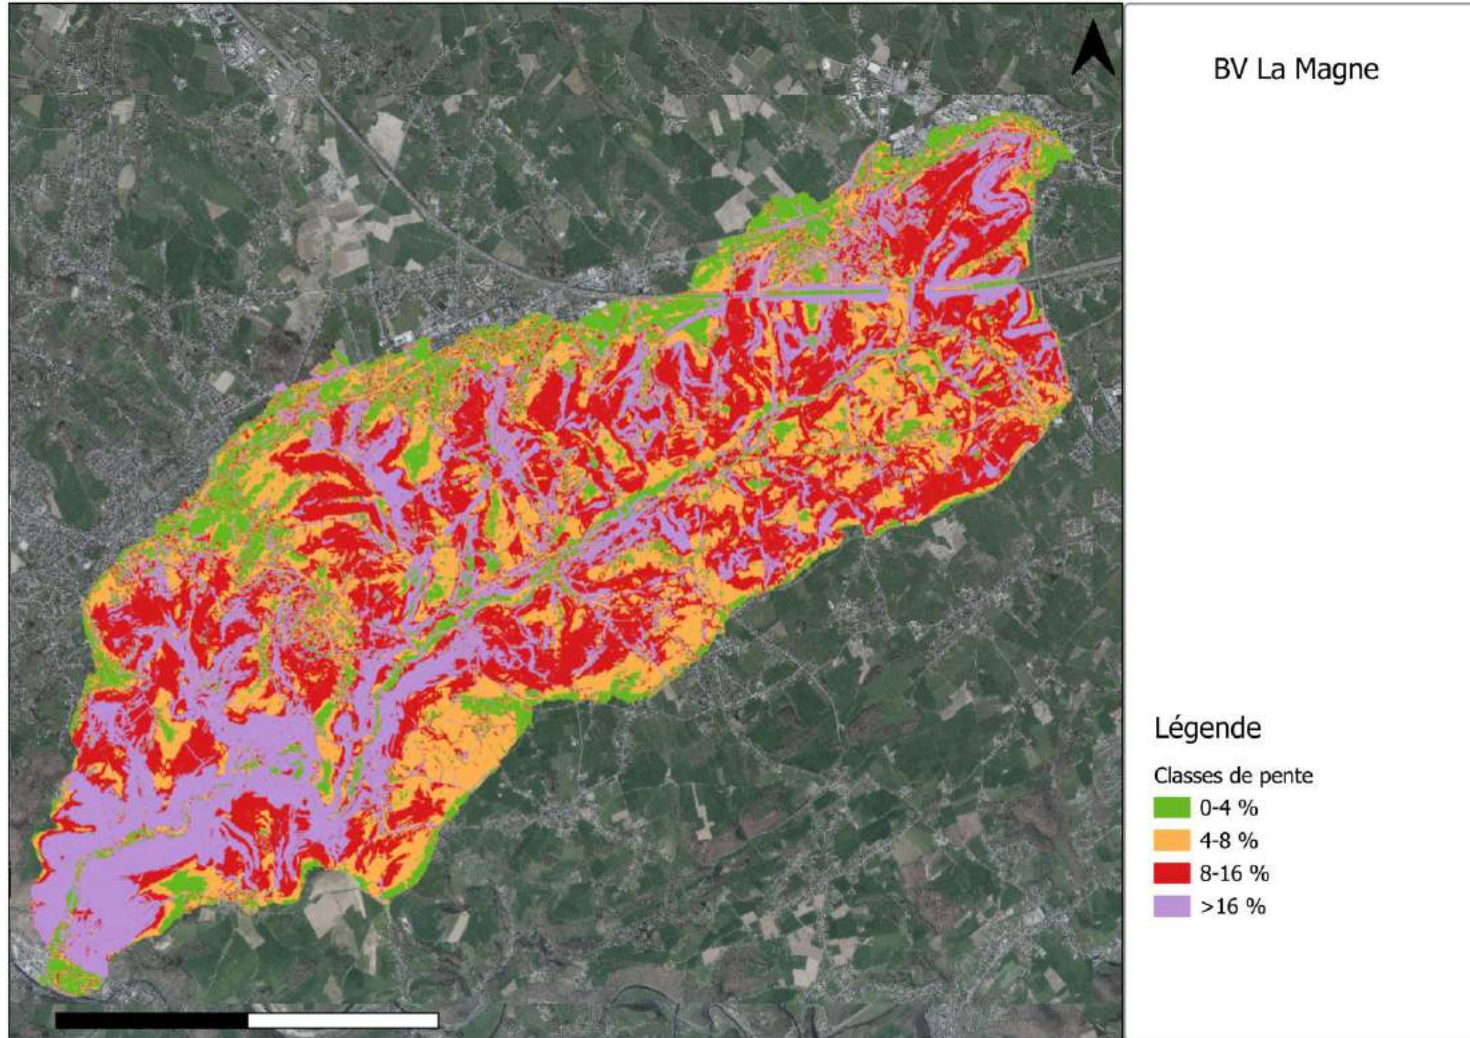 BV La Magne
Légende
Classes de pente
0-4 %
4-8 %
8-16 %
>16 %